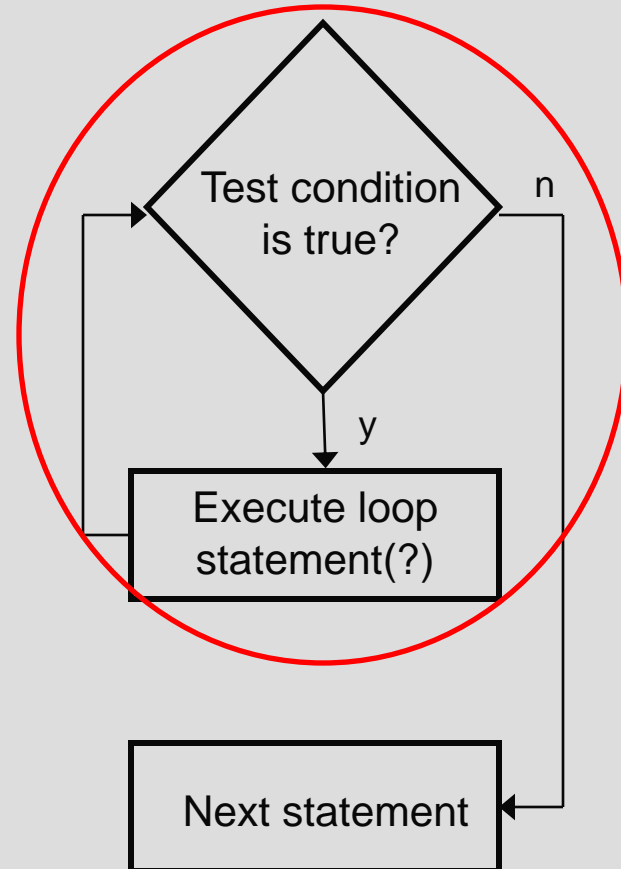 Test condition
is true?
n
y
Execute loop
statement(?)
Next statement